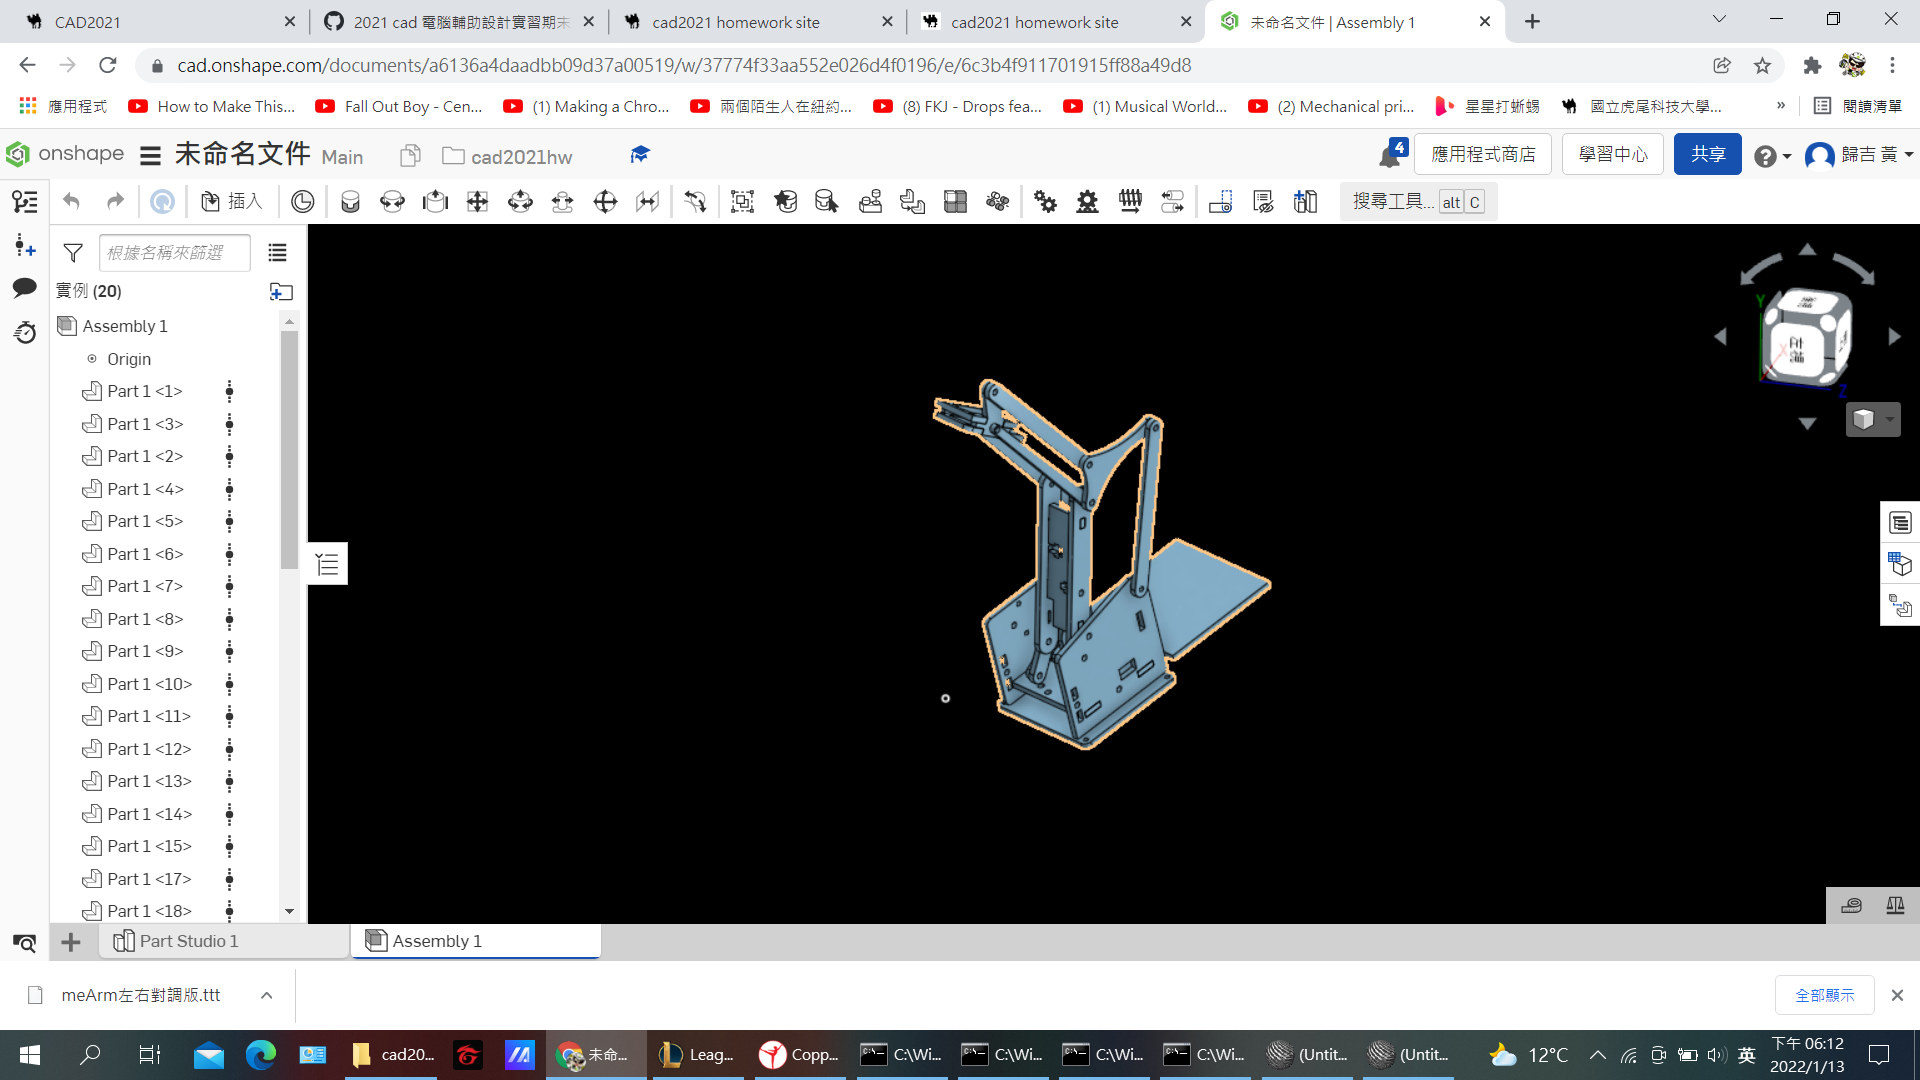 CAD2021
2021 cad 電腦輔助設計實習期末
cad2021 homework site
cad2021 homework site
未命名文件 | Assembly 1
cad.onshape.com/documents/a6136a4daadbb09d37a00519/w/37774f33aa552e026d4f0196/e/6c3b4f911701915ff88a49d8
應用程式
How to Make This...
Fall Out Boy - Cen...
(1) Making a Chro...
兩個陌生人在紐約...
(8) FKJ - Drops fea...
(1) Musical World...
(2) Mechanical pri...
星星打蜥蜴
國立虎尾科技大學...
»
閱讀清單
onshape
未命名文件
Main
cad2021hw
4
應用程式商店
學習中心
共享
歸吉 黃
插入
搜尋工具...
alt
C
根據名稱來篩選
實例 (20)
Assembly 1
Origin
Part 1 <1>
Part 1 <3>
Part 1 <2>
Part 1 <4>
Part 1 <5>
Part 1 <6>
Part 1 <7>
Part 1 <8>
Part 1 <9>
Part 1 <10>
Part 1 <11>
Part 1 <12>
Part 1 <13>
Part 1 <14>
Part 1 <15>
Part 1 <17>
Part 1 <18>
Y
X
Z
Part Studio 1
Assembly 1
meArm左右對調版.ttt
全部顯示
cad20...
未命...
Leag...
Copp...
C:\Wi...
C:\Wi...
C:\Wi...
C:\Wi...
(Untit...
(Untit...
12°C
英
下午 06:12
2022/1/13